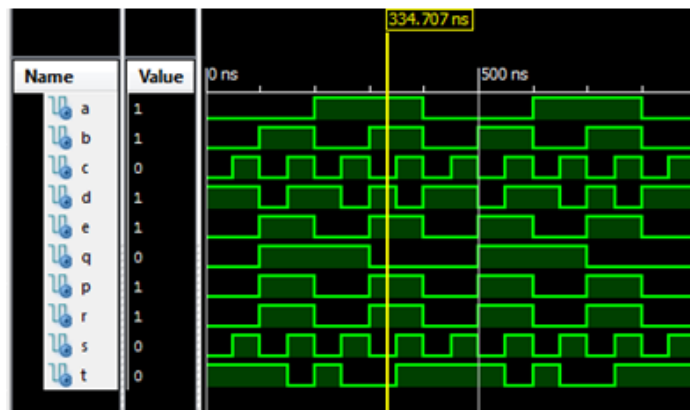 334.707 ns
Name Value 0 ns 500 ns
a 1
b 1
c 0
d 1
e 1
q 0
p 1
r 1
s 0
t 0